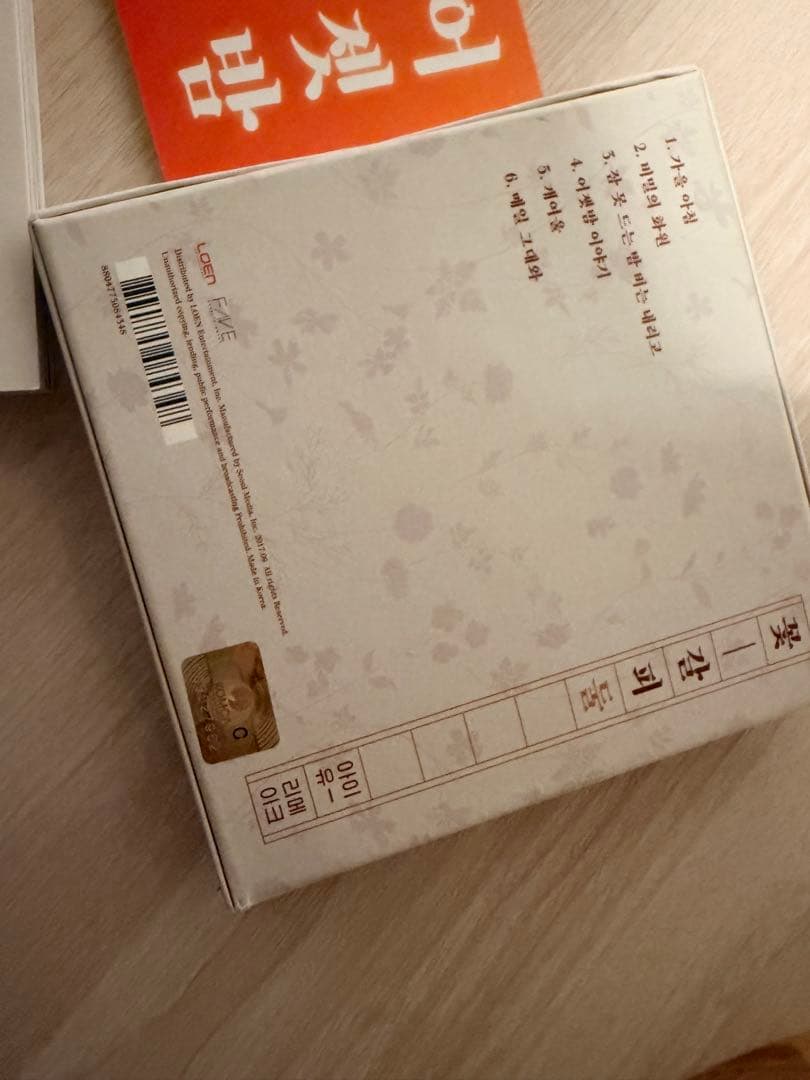 어젯밤
1. 가을 아침
2. 비밀의 화원
3. 잠 못 드는 밤 비는 내리고
4. 어젯밤 이야기
5. 개여울
6. 매일 그대와
LOEN FAVE
Distributed by LOEN Entertainment, Inc. Manufactured by Seoul Media, Inc. 2017.09 All rights Reserved.
Unauthorized copying, lending, public performance and broadcasting Prohibited. Made in Korea.
8804775084546
C
꽃-갈피 둘
아이유
리메이크